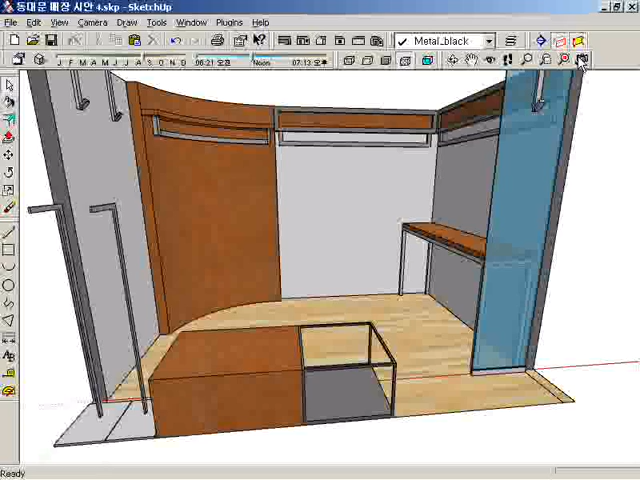 동대문 매장 시안 4.skp - SketchUp
File Edit View Camera Draw Tools Window Plugins Help
Metal_black
J F M A M J J A S O N D 06:21 오전 Noon 07:13 오후
Ready